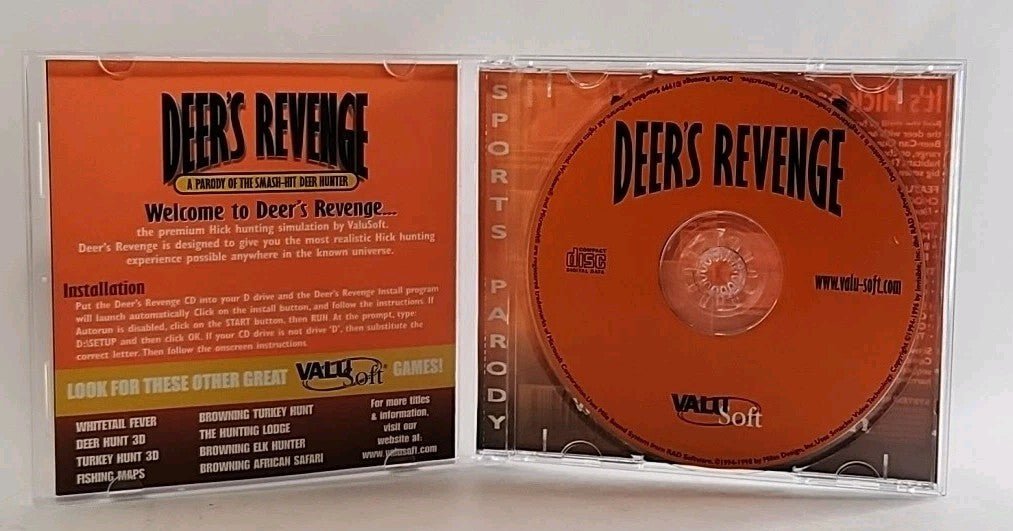 DEER'S REVENGE
A PARODY OF THE SMASH-HIT DEER HUNTER
Welcome to Deer's Revenge...
the premium Hick hunting simulation by ValuSoft.
Deer's Revenge is designed to give you the most realistic Hick hunting
experience possible anywhere in the known universe.
Installation
Put the Deer's Revenge CD into your D drive and the Deer's Revenge Install program
will launch automatically Click on the install button, and follow the instructions. If
Autorun is disabled, click on the START button, then RUN. At the prompt, type:
D:\SETUP and then click OK. If your CD drive is not drive 'D', then substitute the
correct letter. Then follow the onscreen instructions.
LOOK FOR THESE OTHER GREAT VALUSoft GAMES!
WHITETAIL FEVER
DEER HUNT 3D
TURKEY HUNT 3D
FISHING MAPS
BROWNING TURKEY HUNT
THE HUNTING LODGE
BROWNING ELK HUNTER
BROWNING AFRICAN SAFARI
For more titles
& information,
visit our
website at:
www.valusoft.com
SPORTS PARODY
DEER'S REVENGE
COMPACT
disc
DIGITAL DATA
www.valu-soft.com
VALUSoft
It's Hick